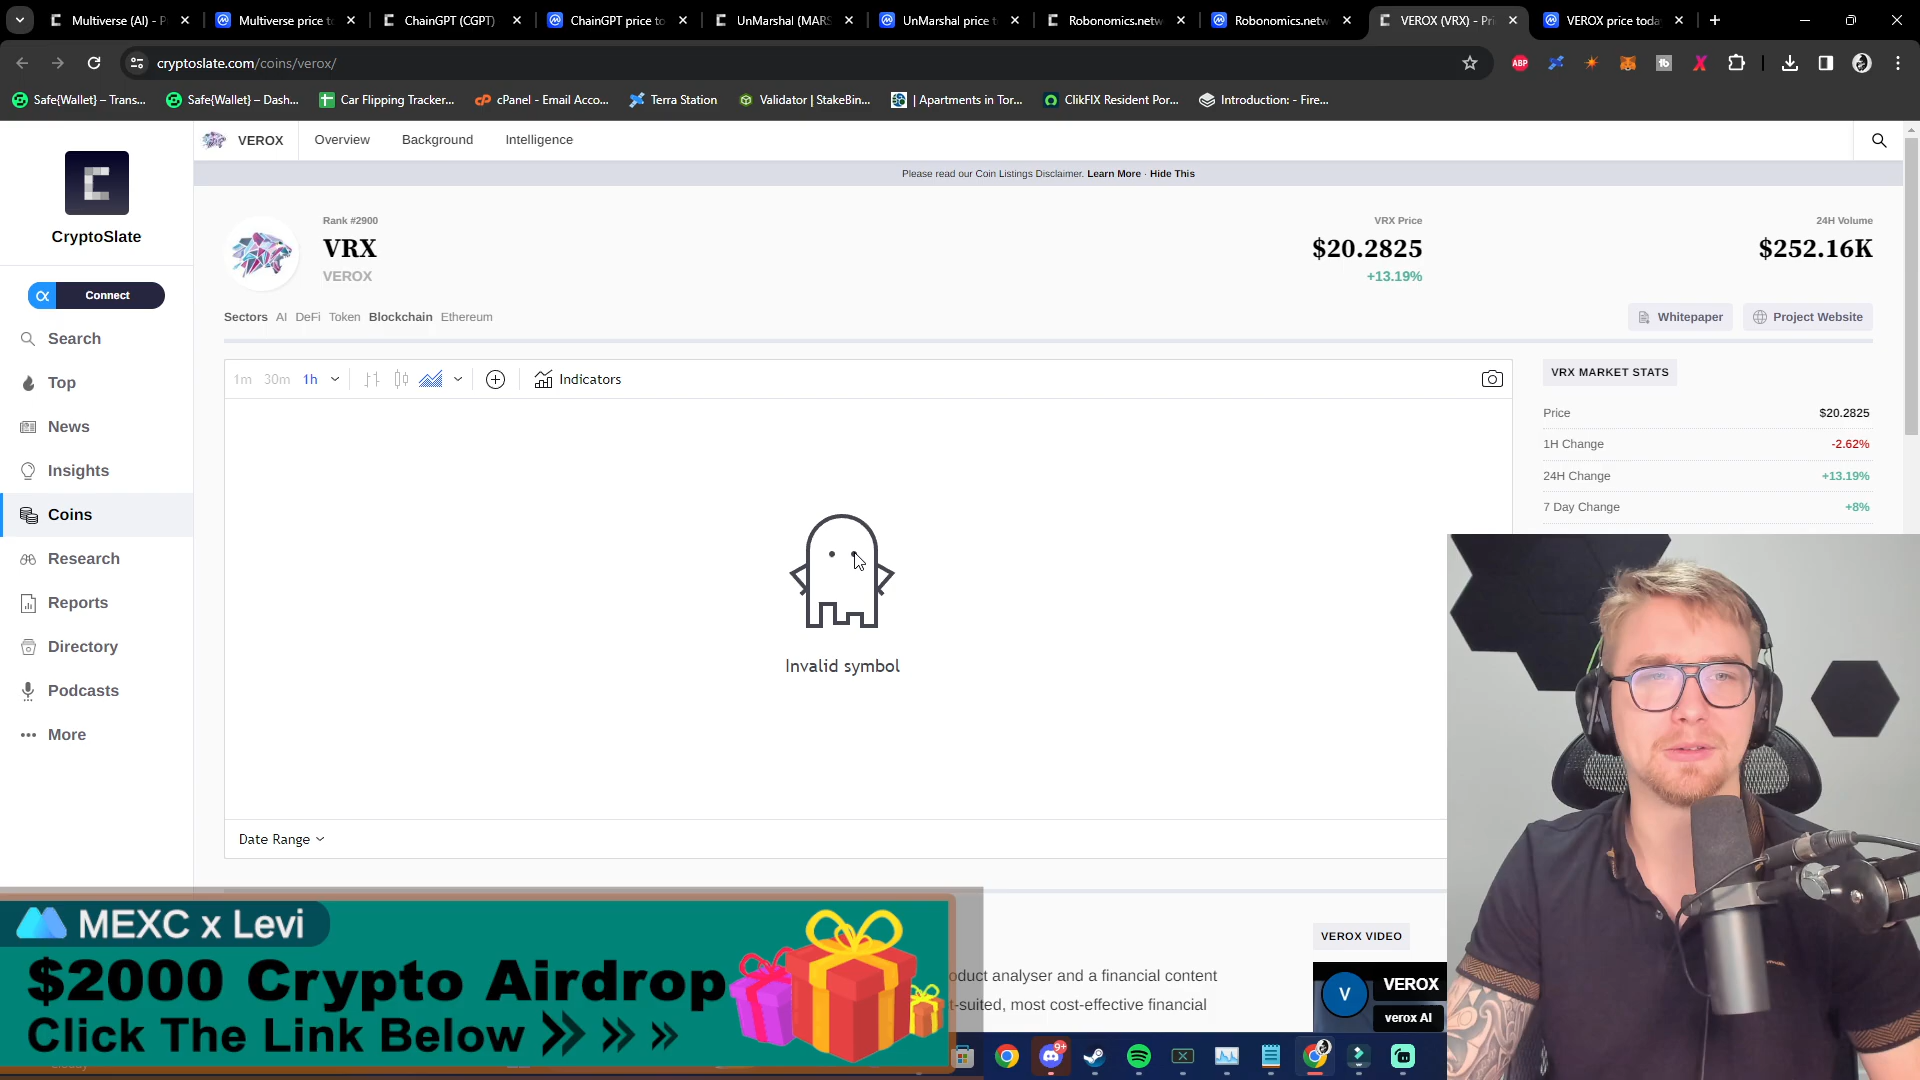 Multiverse (AI) - P
Multiverse price t
ChainGPT (CGPT)
ChainGPT price to
UnMarshal (MARS
UnMarshal price t
Robonomics.netw
Robonomics.netw
VEROX (VRX) - Pri
VEROX price toda
cryptoslate.com/coins/verox/
Safe{Wallet} – Trans...
Safe{Wallet} – Dash...
Car Flipping Tracker...
cPanel - Email Acco...
Terra Station
Validator | StakeBin...
| Apartments in Tor...
ClikFIX Resident Por...
Introduction: - Fire...
CryptoSlate
Connect
Search
Top
News
Insights
Coins
Research
Reports
Directory
Podcasts
More
VEROX
Overview
Background
Intelligence
Please read our Coin Listings Disclaimer. Learn More · Hide This
Rank #2900
VRX
VEROX
VRX Price
$20.2825
+13.19%
24H Volume
$252.16K
Sectors AI DeFi Token Blockchain Ethereum
Whitepaper
Project Website
1m 30m 1h
Indicators
Invalid symbol
Date Range
VRX MARKET STATS
Price $20.2825
1H Change -2.62%
24H Change +13.19%
7 Day Change +8%
MEXC x Levi
$2000 Crypto Airdrop
Click The Link Below
oduct analyser and a financial content
t-suited, most cost-effective financial
VEROX VIDEO
V
VEROX
verox AI
9+